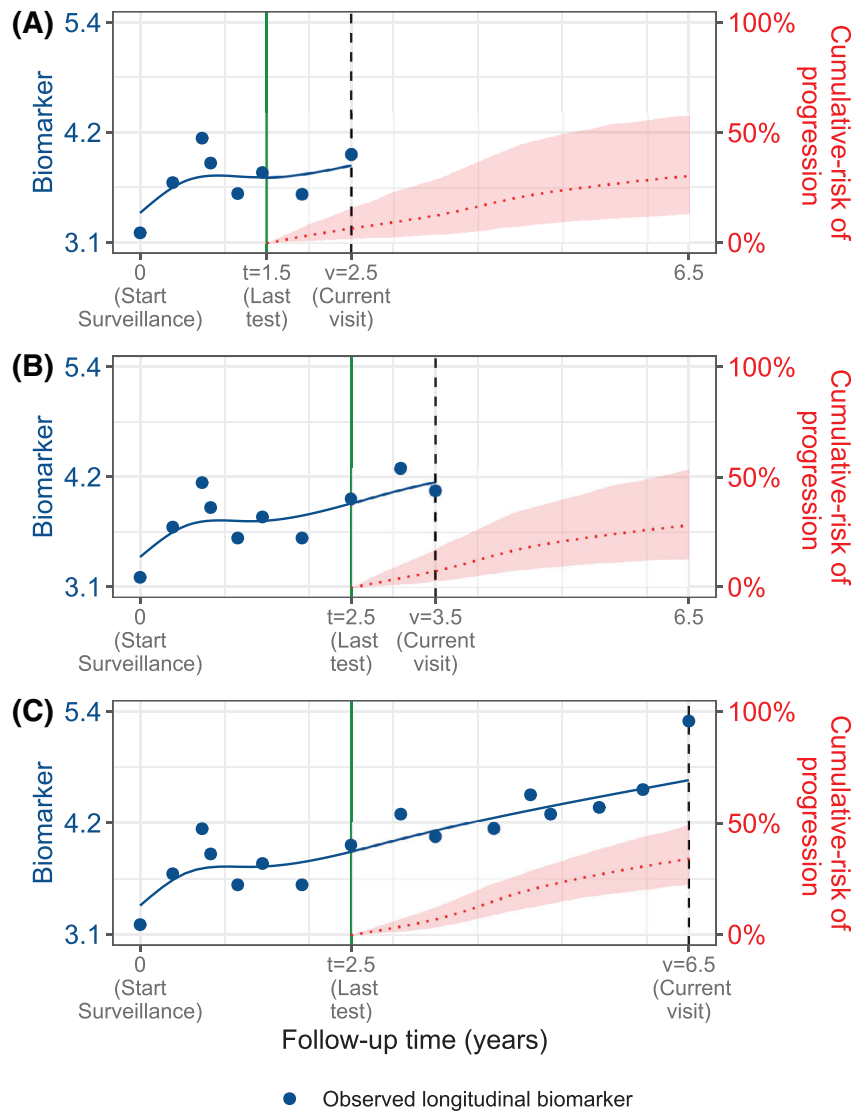 (A)
5.4
4.2
3.1
Biomarker
100%
50%
0%
Cumulative-risk of
progression
0
(Start
Surveillance)
t=1.5
(Last
test)
v=2.5
(Current
visit)
6.5
(B)
5.4
4.2
3.1
Biomarker
100%
50%
0%
Cumulative-risk of
progression
0
(Start
Surveillance)
t=2.5
(Last
test)
v=3.5
(Current
visit)
6.5
(C)
5.4
4.2
3.1
Biomarker
100%
50%
0%
Cumulative-risk of
progression
0
(Start
Surveillance)
t=2.5
(Last
test)
v=6.5
(Current
visit)
Follow-up time (years)
Observed longitudinal biomarker